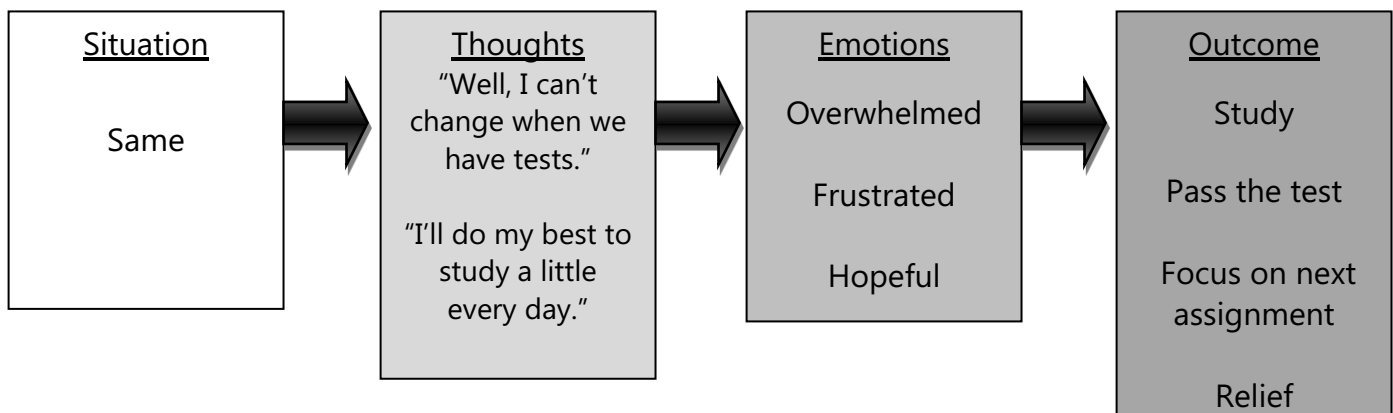 Situation
Same
Thoughts
“Well, I can’t
change when we
have tests.”
“I’ll do my best to
study a little
every day.”
Emotions
Overwhelmed
Frustrated
Hopeful
Outcome
Study
Pass the test
Focus on next
assignment
Relief